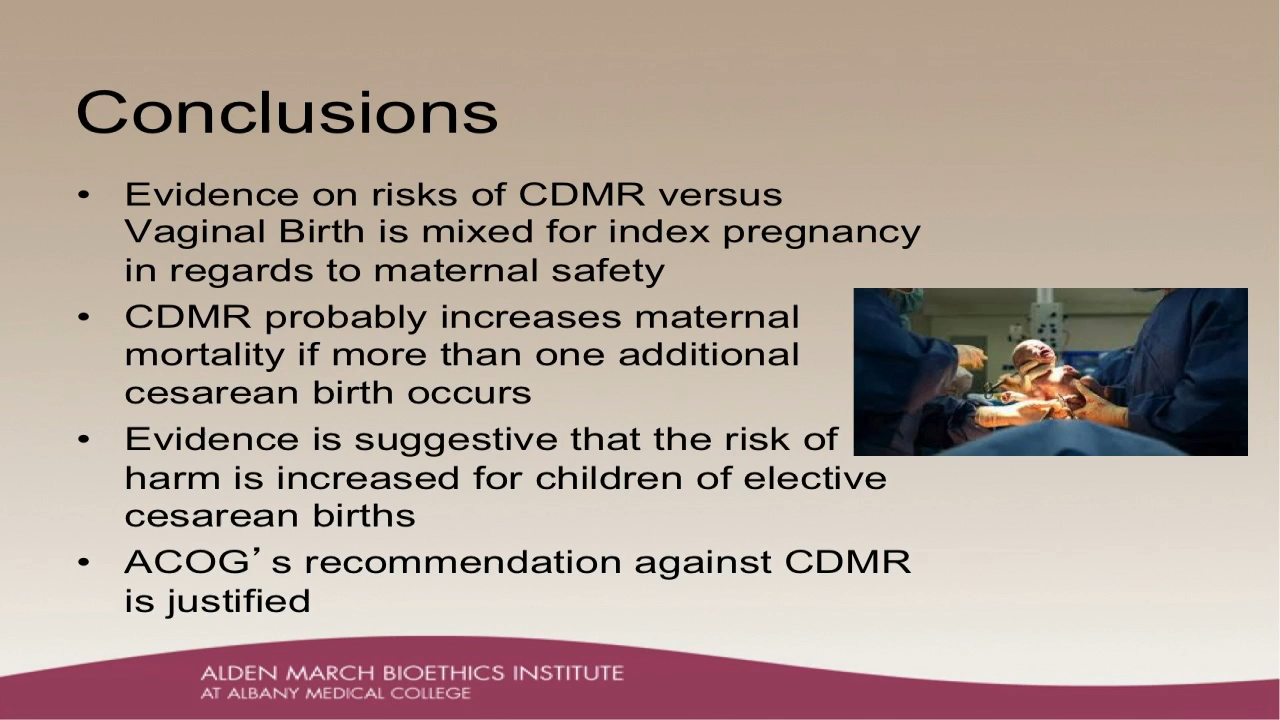 Conclusions
• Evidence on risks of CDMR versus
Vaginal Birth is mixed for index pregnancy
in regards to maternal safety
• CDMR probably increases maternal
mortality if more than one additional
cesarean birth occurs
• Evidence is suggestive that the risk of
harm is increased for children of elective
cesarean births
• ACOG’s recommendation against CDMR
is justified
ALDEN MARCH BIOETHICS INSTITUTE
AT ALBANY MEDICAL COLLEGE